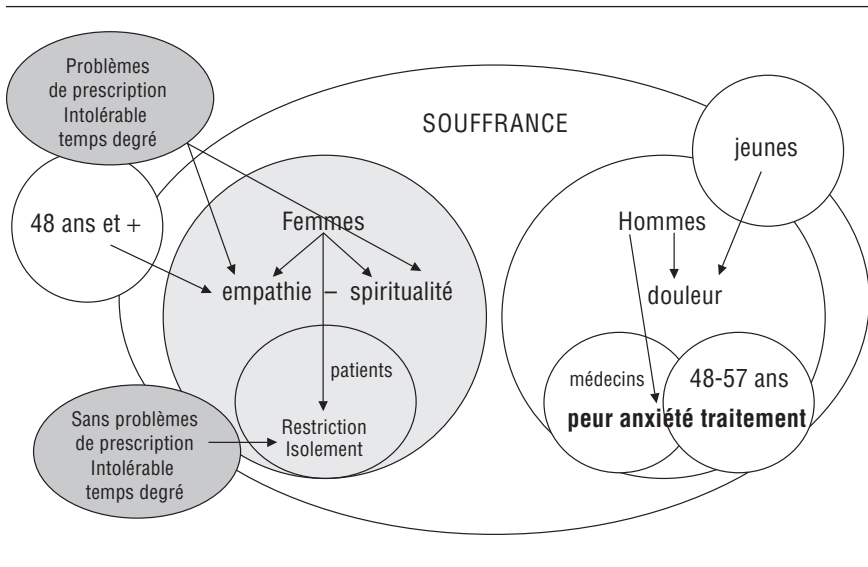 Problèmes
de prescription
Intolérable
temps degré
SOUFFRANCE
jeunes
48 ans et +
Femmes
Hommes
empathie – spiritualité
douleur
patients
médecins
48-57 ans
Sans problèmes
de prescription
Intolérable
temps degré
Restriction
Isolement
peur anxiété traitement